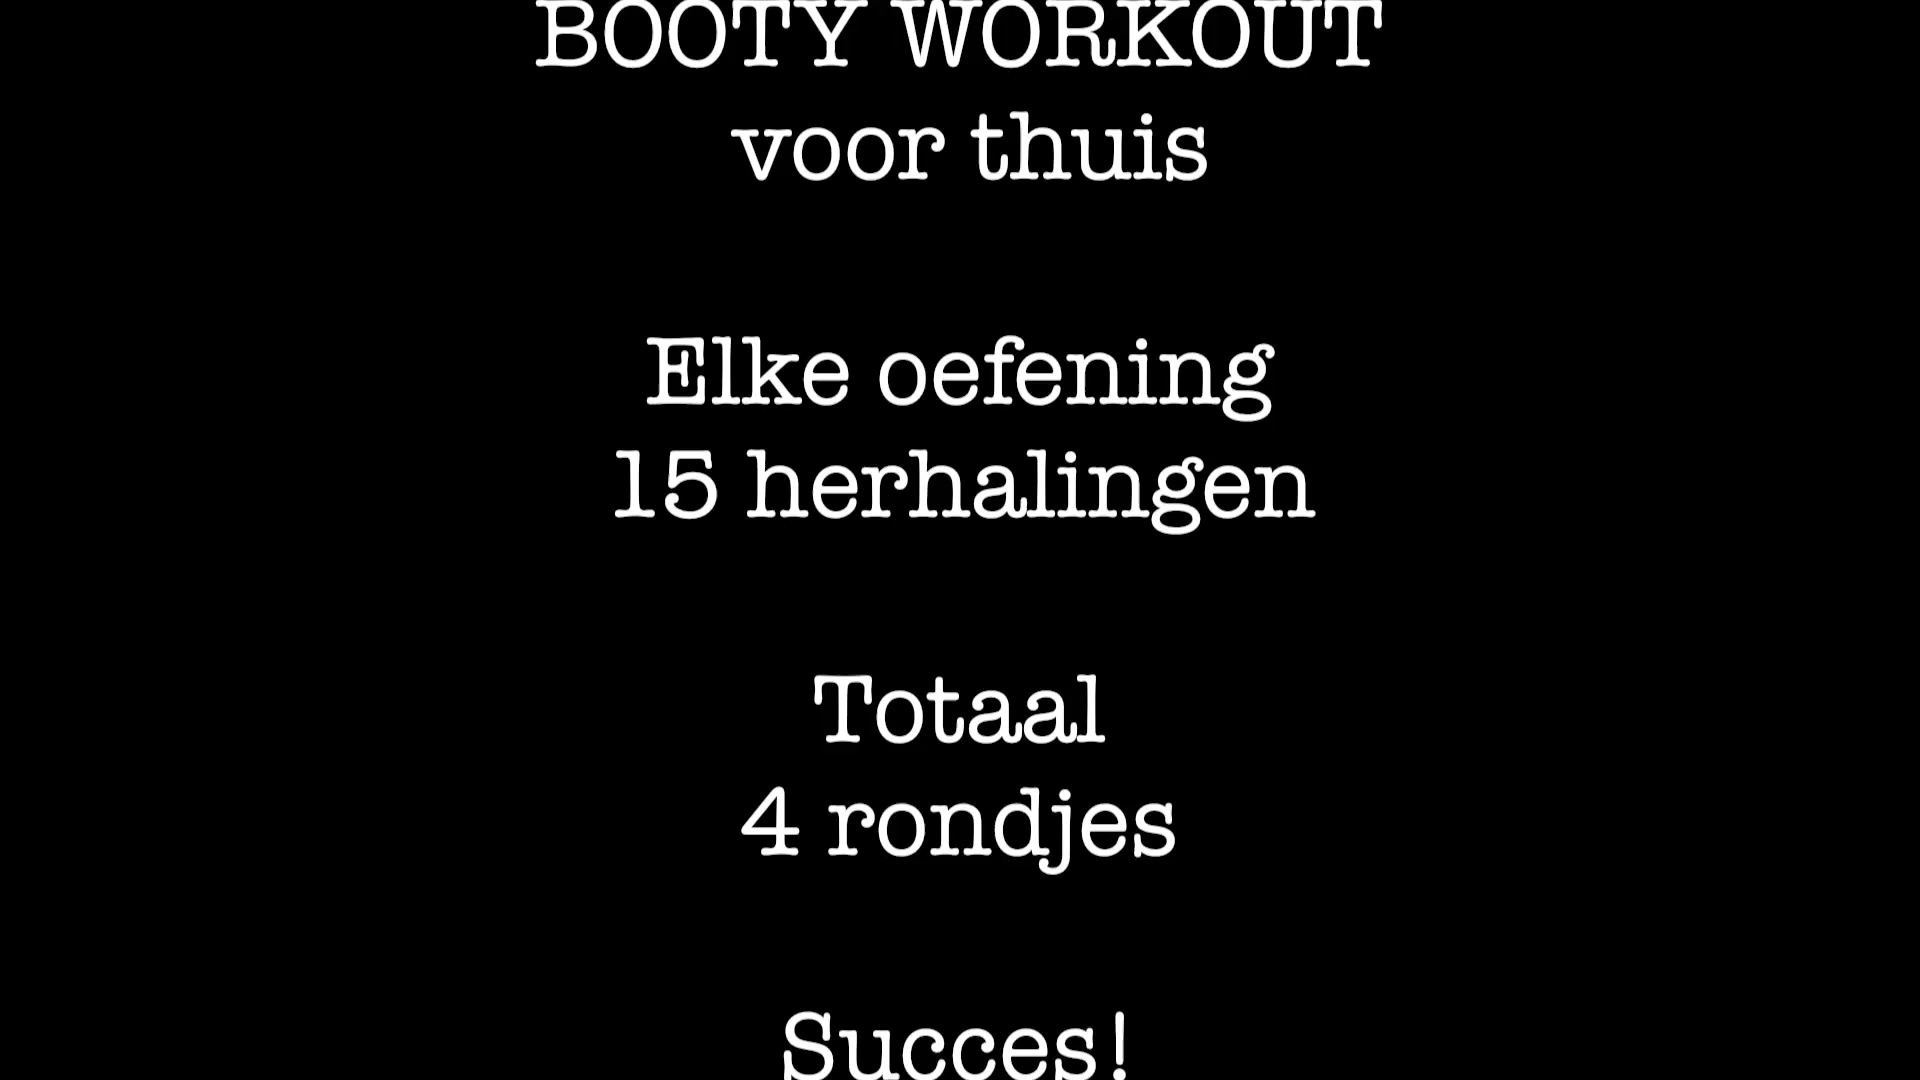 BOOTY WORKOUT
voor thuis
Elke oefening
15 herhalingen
Totaal
4 rondjes
Succes!